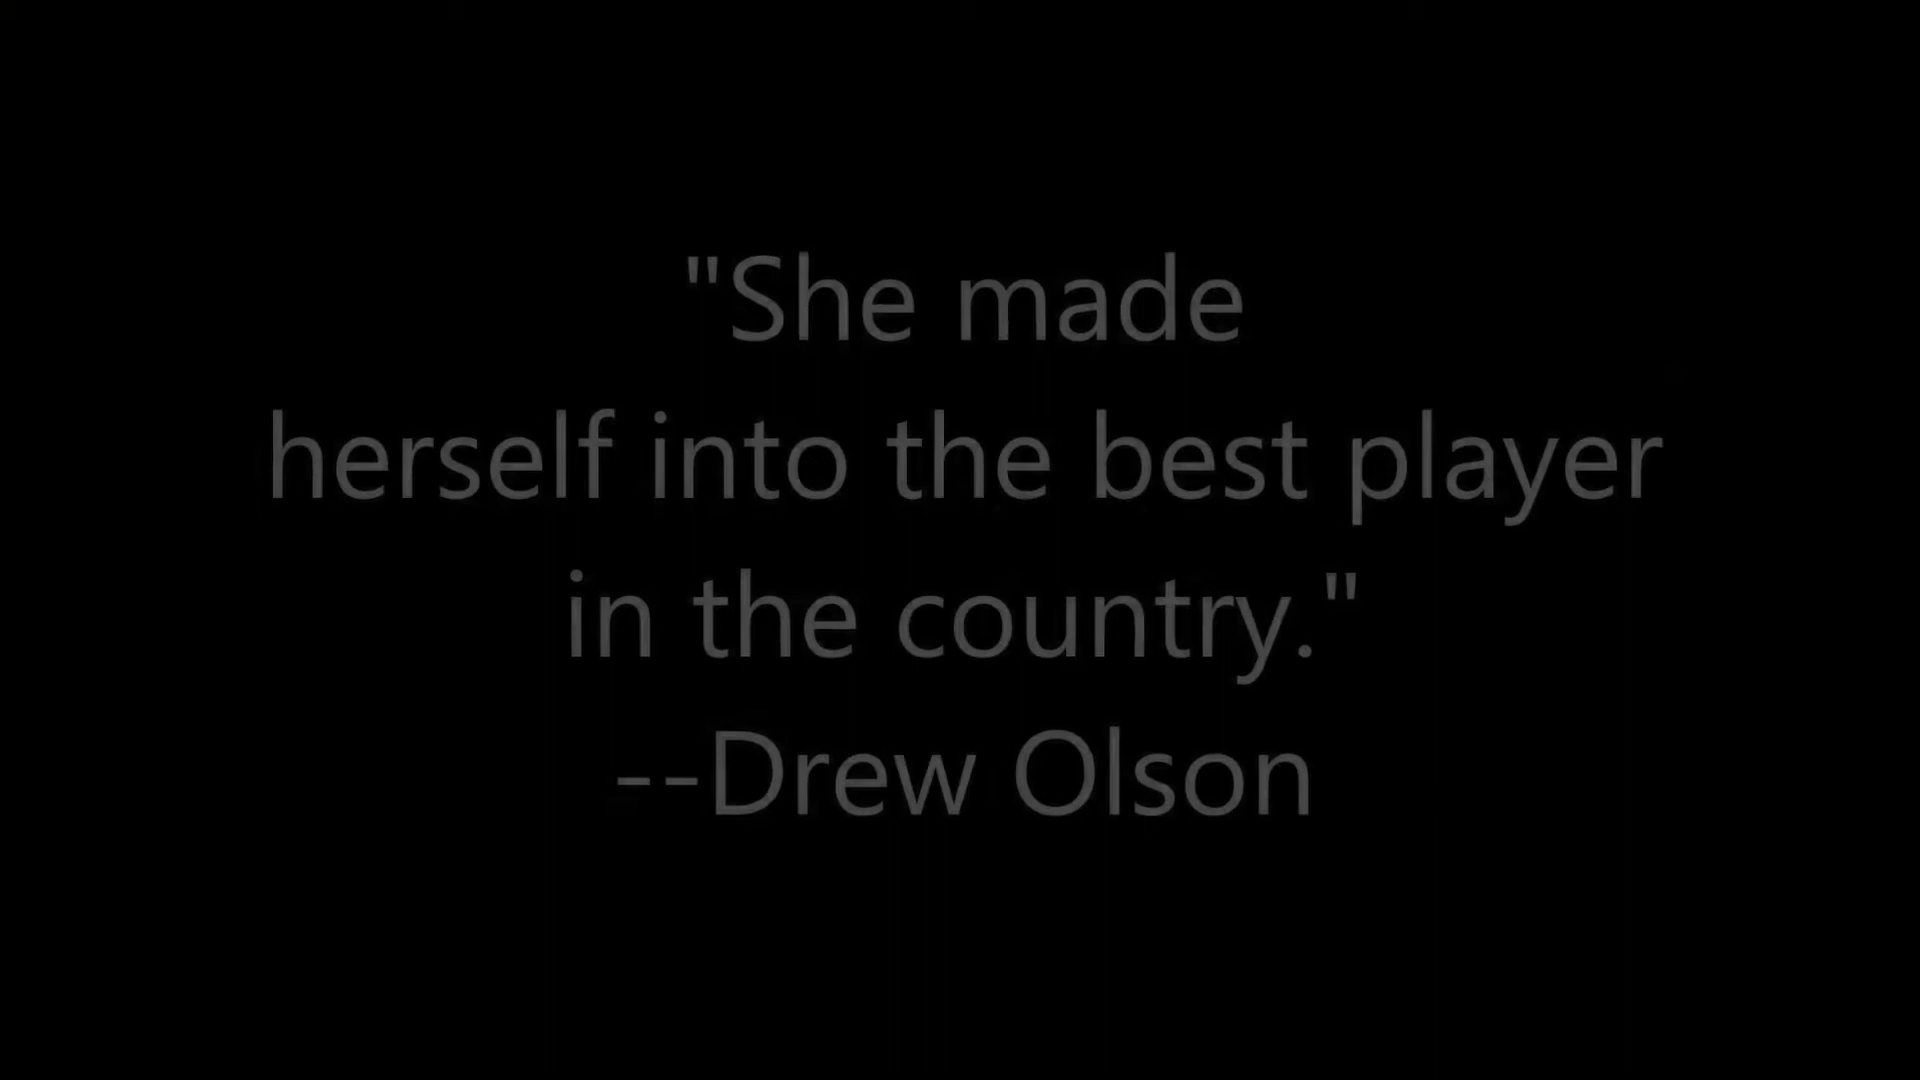 "She made
herself into the best player
in the country."
--Drew Olson